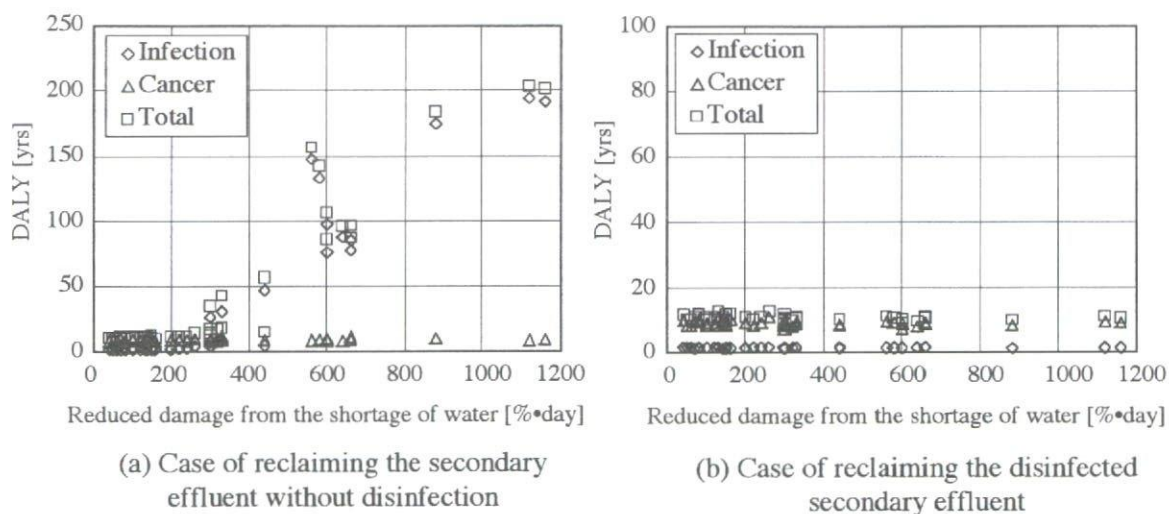 250
200
150
100
50
0
DALY [yrs]
Infection
Cancer
Total
0 200 400 600 800 1000 1200
Reduced damage from the shortage of water [%•day]
(a) Case of reclaiming the secondary
effluent without disinfection
100
80
60
40
20
0
DALY [yrs]
Infection
Cancer
Total
0 200 400 600 800 1000 1200
Reduced damage from the shortage of water [%•day]
(b) Case of reclaiming the disinfected
secondary effluent